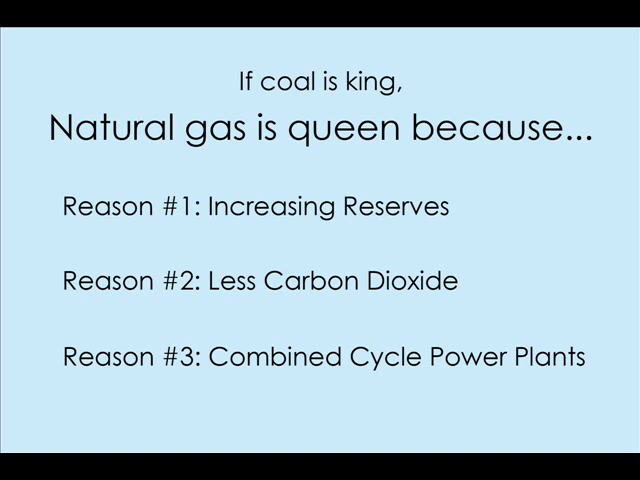 If coal is king,
Natural gas is queen because...
Reason #1: Increasing Reserves
Reason #2: Less Carbon Dioxide
Reason #3: Combined Cycle Power Plants